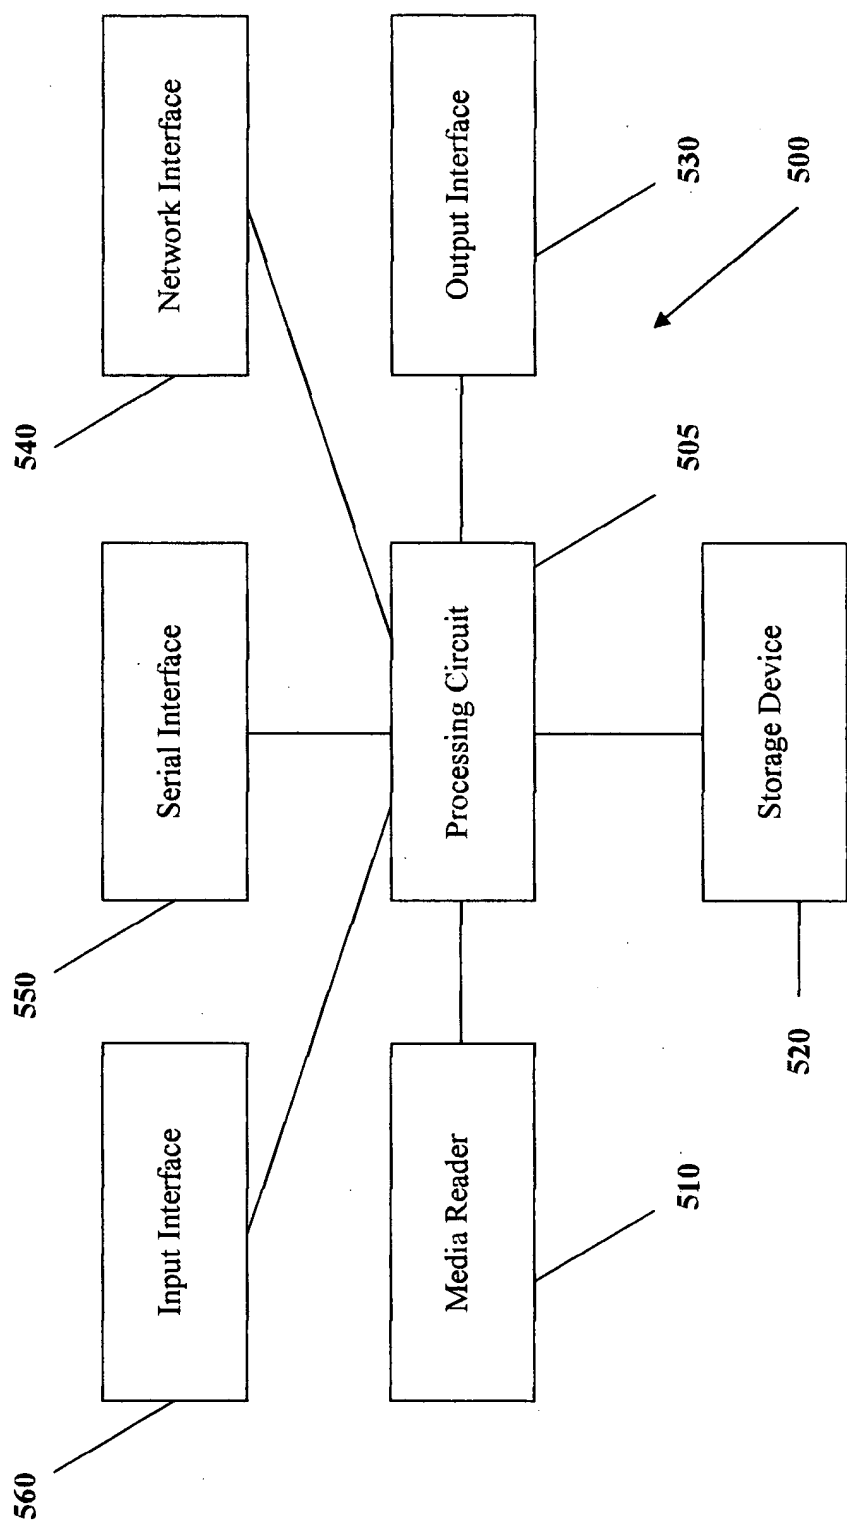 560
550
540
Input Interface
Serial Interface
Network Interface
Media Reader
Processing Circuit
Output Interface
510
505
530
Storage Device
520
500